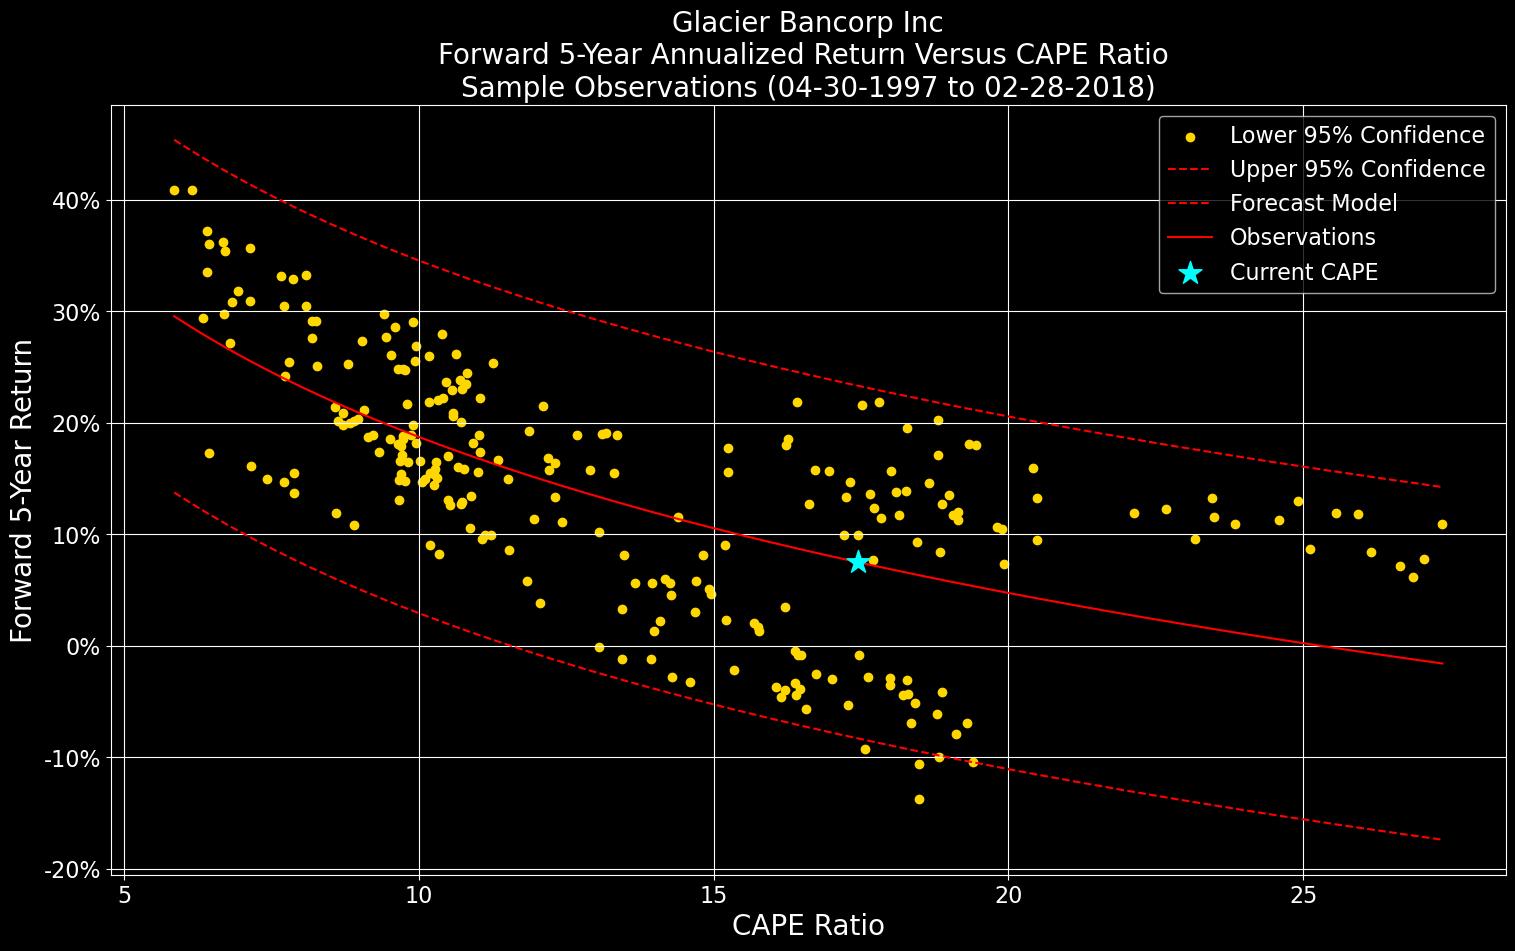 Glacier Bancorp Inc
Forward 5-Year Annualized Return Versus CAPE Ratio
Sample Observations (04-30-1997 to 02-28-2018)
Lower 95% Confidence
Upper 95% Confidence
Forecast Model
Observations
Current CAPE
Forward 5-Year Return
40%
30%
20%
10%
0%
-10%
-20%
5 10 15 20 25
CAPE Ratio